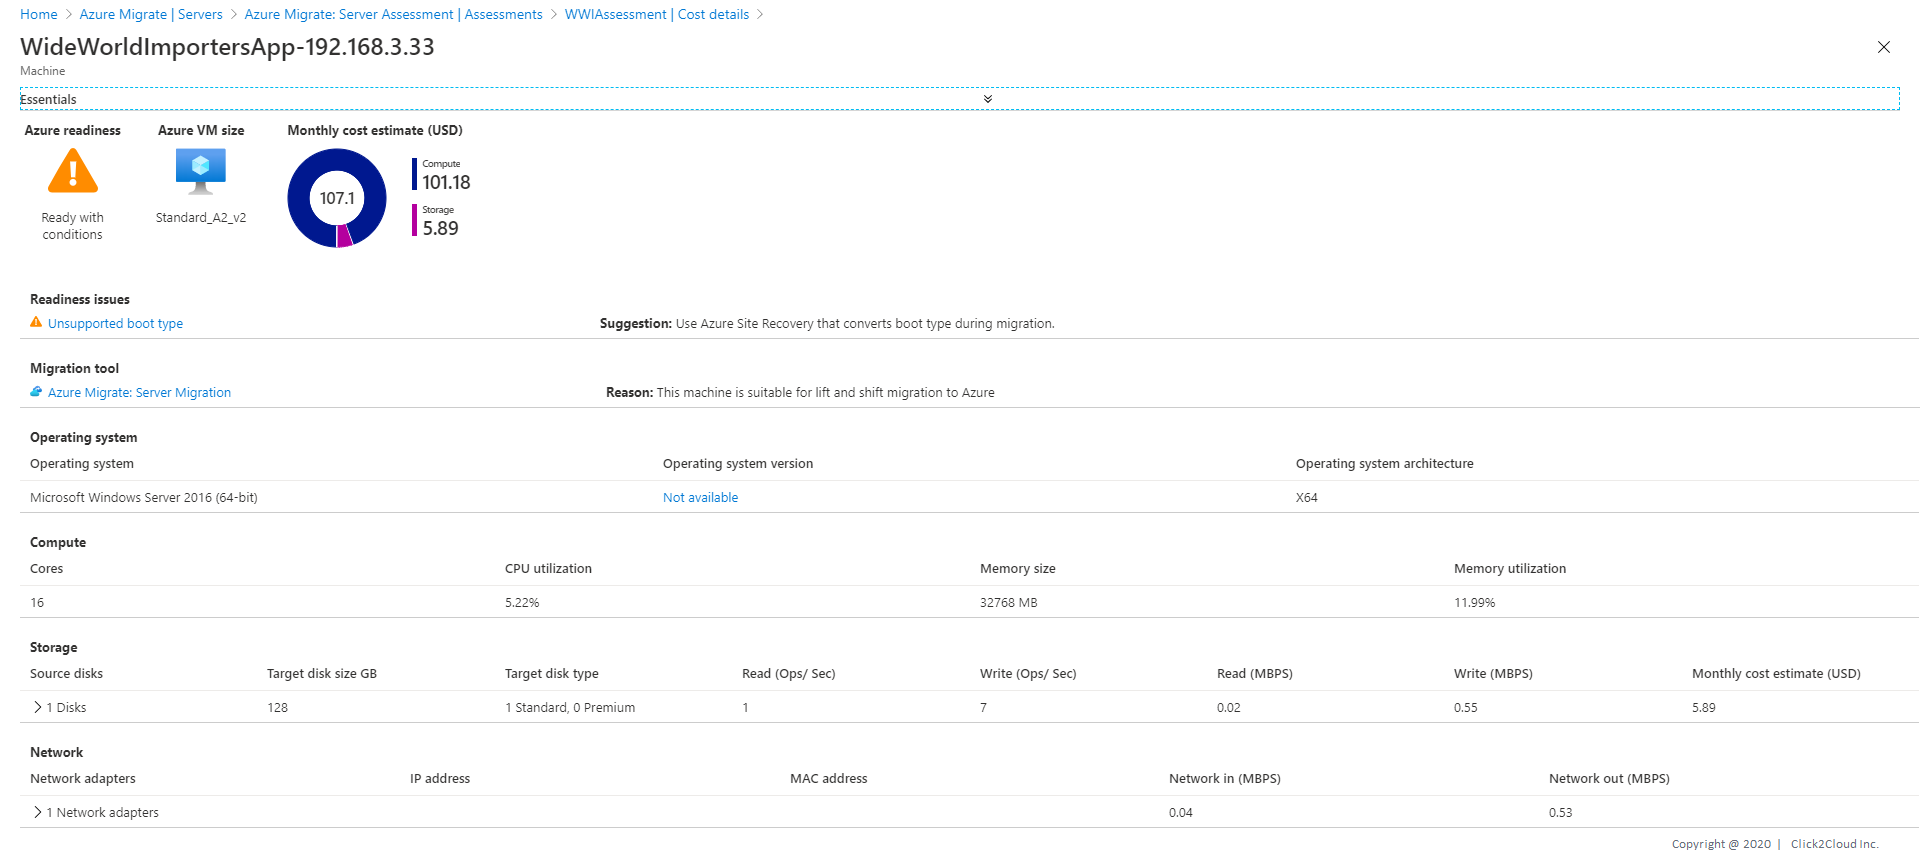 Home > Azure Migrate | Servers > Azure Migrate: Server Assessment | Assessments > WWIAssessment | Cost details >
WideWorldImportersApp-192.168.3.33
Machine
Essentials
Azure readiness Azure VM size Monthly cost estimate (USD)
Compute
101.18
107.1
Storage
5.89
Ready with conditions
Standard_A2_v2
Readiness issues
Unsupported boot type Suggestion: Use Azure Site Recovery that converts boot type during migration.
Migration tool
Azure Migrate: Server Migration Reason: This machine is suitable for lift and shift migration to Azure
Operating system
Operating system Operating system version Operating system architecture
Microsoft Windows Server 2016 (64-bit) Not available X64
Compute
Cores CPU utilization Memory size Memory utilization
16 5.22% 32768 MB 11.99%
Storage
Source disks Target disk size GB Target disk type Read (Ops/ Sec) Write (Ops/ Sec) Read (MBPS) Write (MBPS) Monthly cost estimate (USD)
1 Disks 128 1 Standard, 0 Premium 1 7 0.02 0.55 5.89
Network
Network adapters IP address MAC address Network in (MBPS) Network out (MBPS)
1 Network adapters 0.04 0.53
Copyright @ 2020 | Click2Cloud Inc.